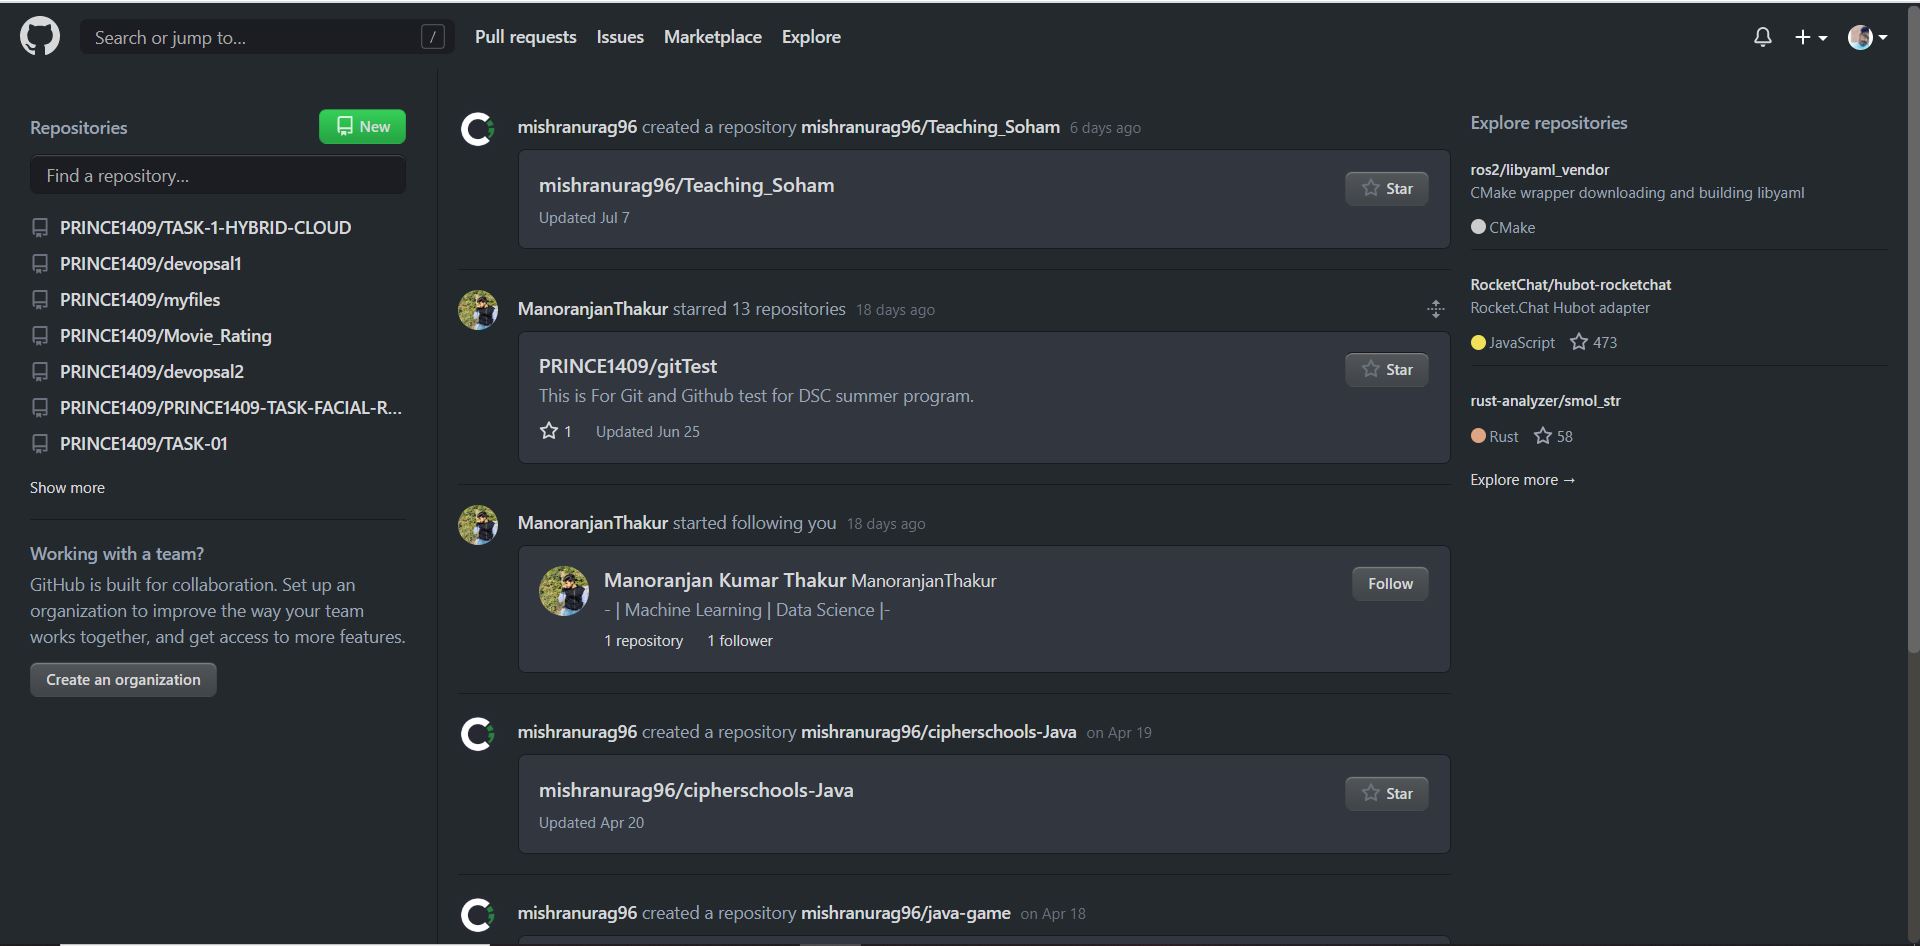 Search or jump to... /
Pull requests Issues Marketplace Explore
Repositories
New
Find a repository...
PRINCE1409/TASK-1-HYBRID-CLOUD
PRINCE1409/devopsal1
PRINCE1409/myfiles
PRINCE1409/Movie_Rating
PRINCE1409/devopsal2
PRINCE1409/PRINCE1409-TASK-FACIAL-R...
PRINCE1409/TASK-01
Show more
Working with a team?
GitHub is built for collaboration. Set up an
organization to improve the way your team
works together, and get access to more features.
Create an organization
mishranurag96 created a repository mishranurag96/Teaching_Soham 6 days ago
mishranurag96/Teaching_Soham
Star
Updated Jul 7
ManoranjanThakur starred 13 repositories 18 days ago
PRINCE1409/gitTest
Star
This is For Git and Github test for DSC summer program.
1 Updated Jun 25
ManoranjanThakur started following you 18 days ago
Manoranjan Kumar Thakur ManoranjanThakur
Follow
- | Machine Learning | Data Science |-
1 repository 1 follower
mishranurag96 created a repository mishranurag96/cipherschools-Java on Apr 19
mishranurag96/cipherschools-Java
Star
Updated Apr 20
mishranurag96 created a repository mishranurag96/java-game on Apr 18
Explore repositories
ros2/libyaml_vendor
CMake wrapper downloading and building libyaml
CMake
RocketChat/hubot-rocketchat
Rocket.Chat Hubot adapter
JavaScript 473
rust-analyzer/smol_str
Rust 58
Explore more →